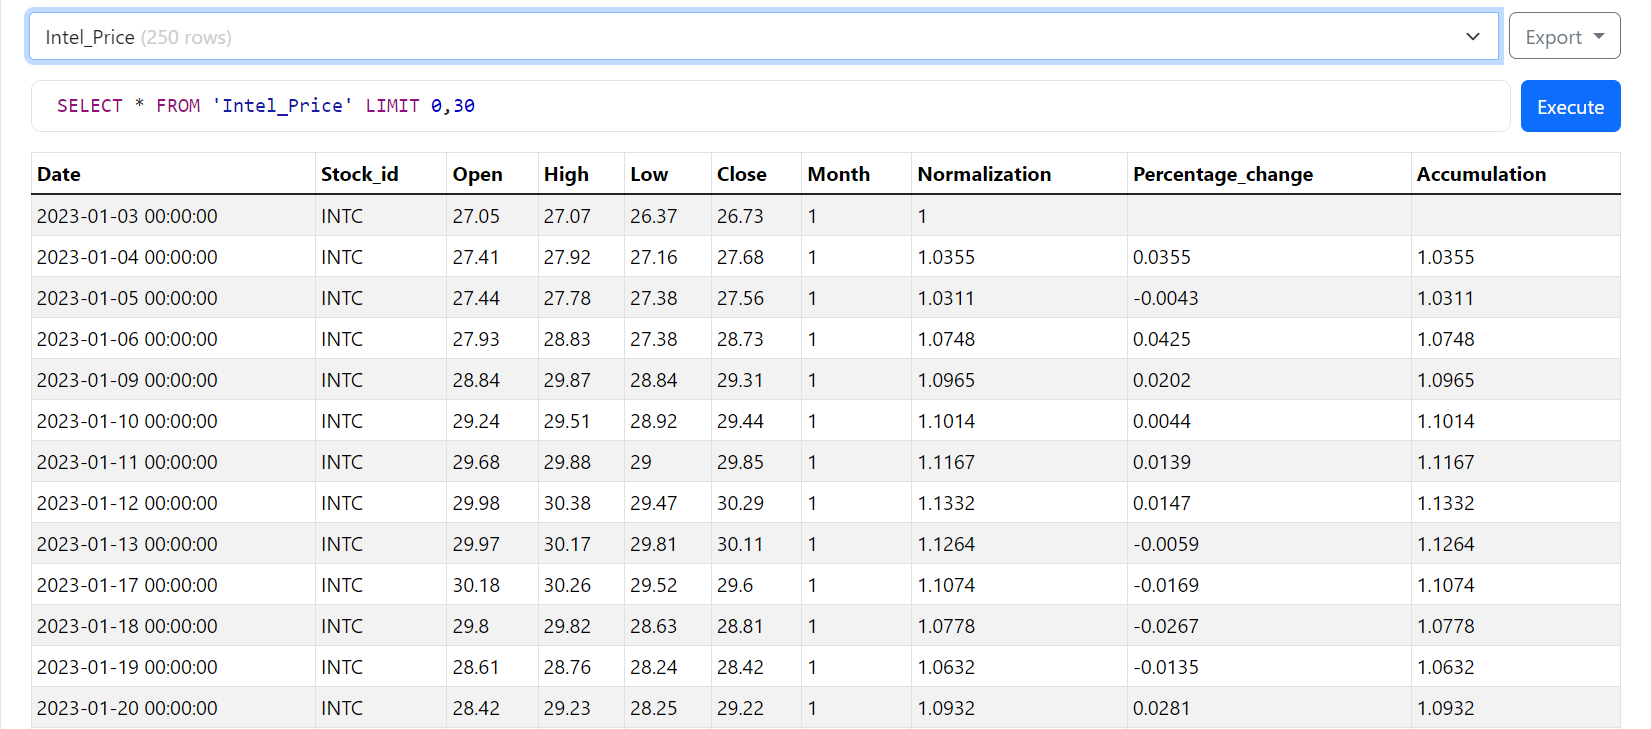 Intel_Price (250 rows)
Export
SELECT * FROM 'Intel_Price' LIMIT 0,30
Execute
Date Stock_id Open High Low Close Month Normalization Percentage_change Accumulation
2023-01-03 00:00:00 INTC 27.05 27.07 26.37 26.73 1 1
2023-01-04 00:00:00 INTC 27.41 27.92 27.16 27.68 1 1.0355 0.0355 1.0355
2023-01-05 00:00:00 INTC 27.44 27.78 27.38 27.56 1 1.0311 -0.0043 1.0311
2023-01-06 00:00:00 INTC 27.93 28.83 27.38 28.73 1 1.0748 0.0425 1.0748
2023-01-09 00:00:00 INTC 28.84 29.87 28.84 29.31 1 1.0965 0.0202 1.0965
2023-01-10 00:00:00 INTC 29.24 29.51 28.92 29.44 1 1.1014 0.0044 1.1014
2023-01-11 00:00:00 INTC 29.68 29.88 29 29.85 1 1.1167 0.0139 1.1167
2023-01-12 00:00:00 INTC 29.98 30.38 29.47 30.29 1 1.1332 0.0147 1.1332
2023-01-13 00:00:00 INTC 29.97 30.17 29.81 30.11 1 1.1264 -0.0059 1.1264
2023-01-17 00:00:00 INTC 30.18 30.26 29.52 29.6 1 1.1074 -0.0169 1.1074
2023-01-18 00:00:00 INTC 29.8 29.82 28.63 28.81 1 1.0778 -0.0267 1.0778
2023-01-19 00:00:00 INTC 28.61 28.76 28.24 28.42 1 1.0632 -0.0135 1.0632
2023-01-20 00:00:00 INTC 28.42 29.23 28.25 29.22 1 1.0932 0.0281 1.0932